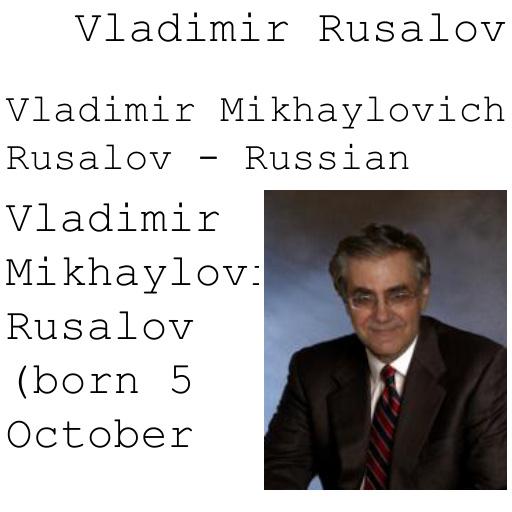 Vladimir Rusalov
Vladimir Mikhaylovich
Rusalov - Russian
Vladimir
Mikhaylov
Rusalov
(born 5
October